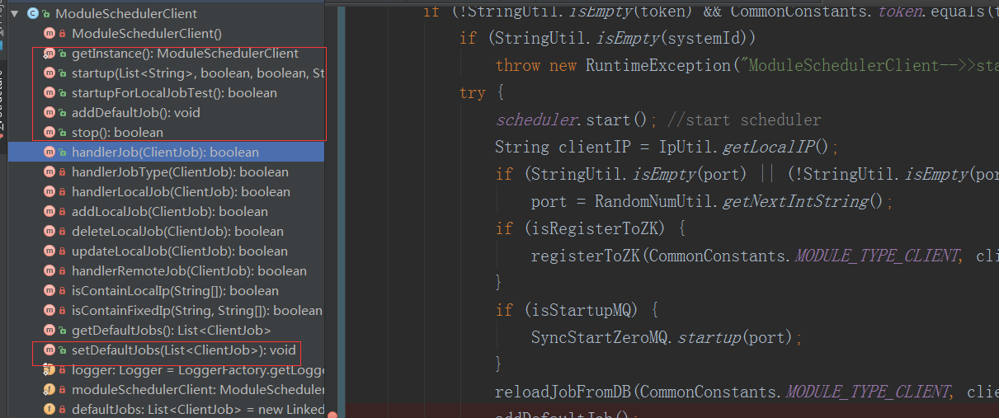 ModuleSchedulerClient
ModuleSchedulerClient()
getInstance(): ModuleSchedulerClient
startup(List<String>, boolean, boolean, St
startupForLocalJobTest(): boolean
addDefaultJob(): void
stop(): boolean
handlerJob(ClientJob): boolean
handlerJobType(ClientJob): boolean
handlerLocalJob(ClientJob): boolean
addLocalJob(ClientJob): boolean
deleteLocalJob(ClientJob): boolean
updateLocalJob(ClientJob): boolean
handlerRemoteJob(ClientJob): boolean
isContainLocalIp(String[]): boolean
isContainFixedIp(String, String[]): boolean
getDefaultJobs(): List<ClientJob>
setDefaultJobs(List<ClientJob>): void
logger: Logger = LoggerFactory.getLogge
moduleSchedulerClient: ModuleScheduler
defaultJobs: List<ClientJob> = new Linked
if (!StringUtil.isEmpty(token) && CommonConstants.token.equals(t
if (StringUtil.isEmpty(systemId))
throw new RuntimeException("ModuleSchedulerClient-->>sta
try {
scheduler.start(); //start scheduler
String clientIP = IpUtil.getLocalIP();
if (StringUtil.isEmpty(port) || (!StringUtil.isEmpty(por
port = RandomNumUtil.getNextIntString();
if (isRegisterToZK) {
registerToZK(CommonConstants.MODULE_TYPE_CLIENT, cli
}
if (isStartupMQ) {
SyncStartZeroMQ.startup(port);
}
reloadJobFromDB(CommonConstants.MODULE_TYPE_CLIENT, clie
addDefaultJob();